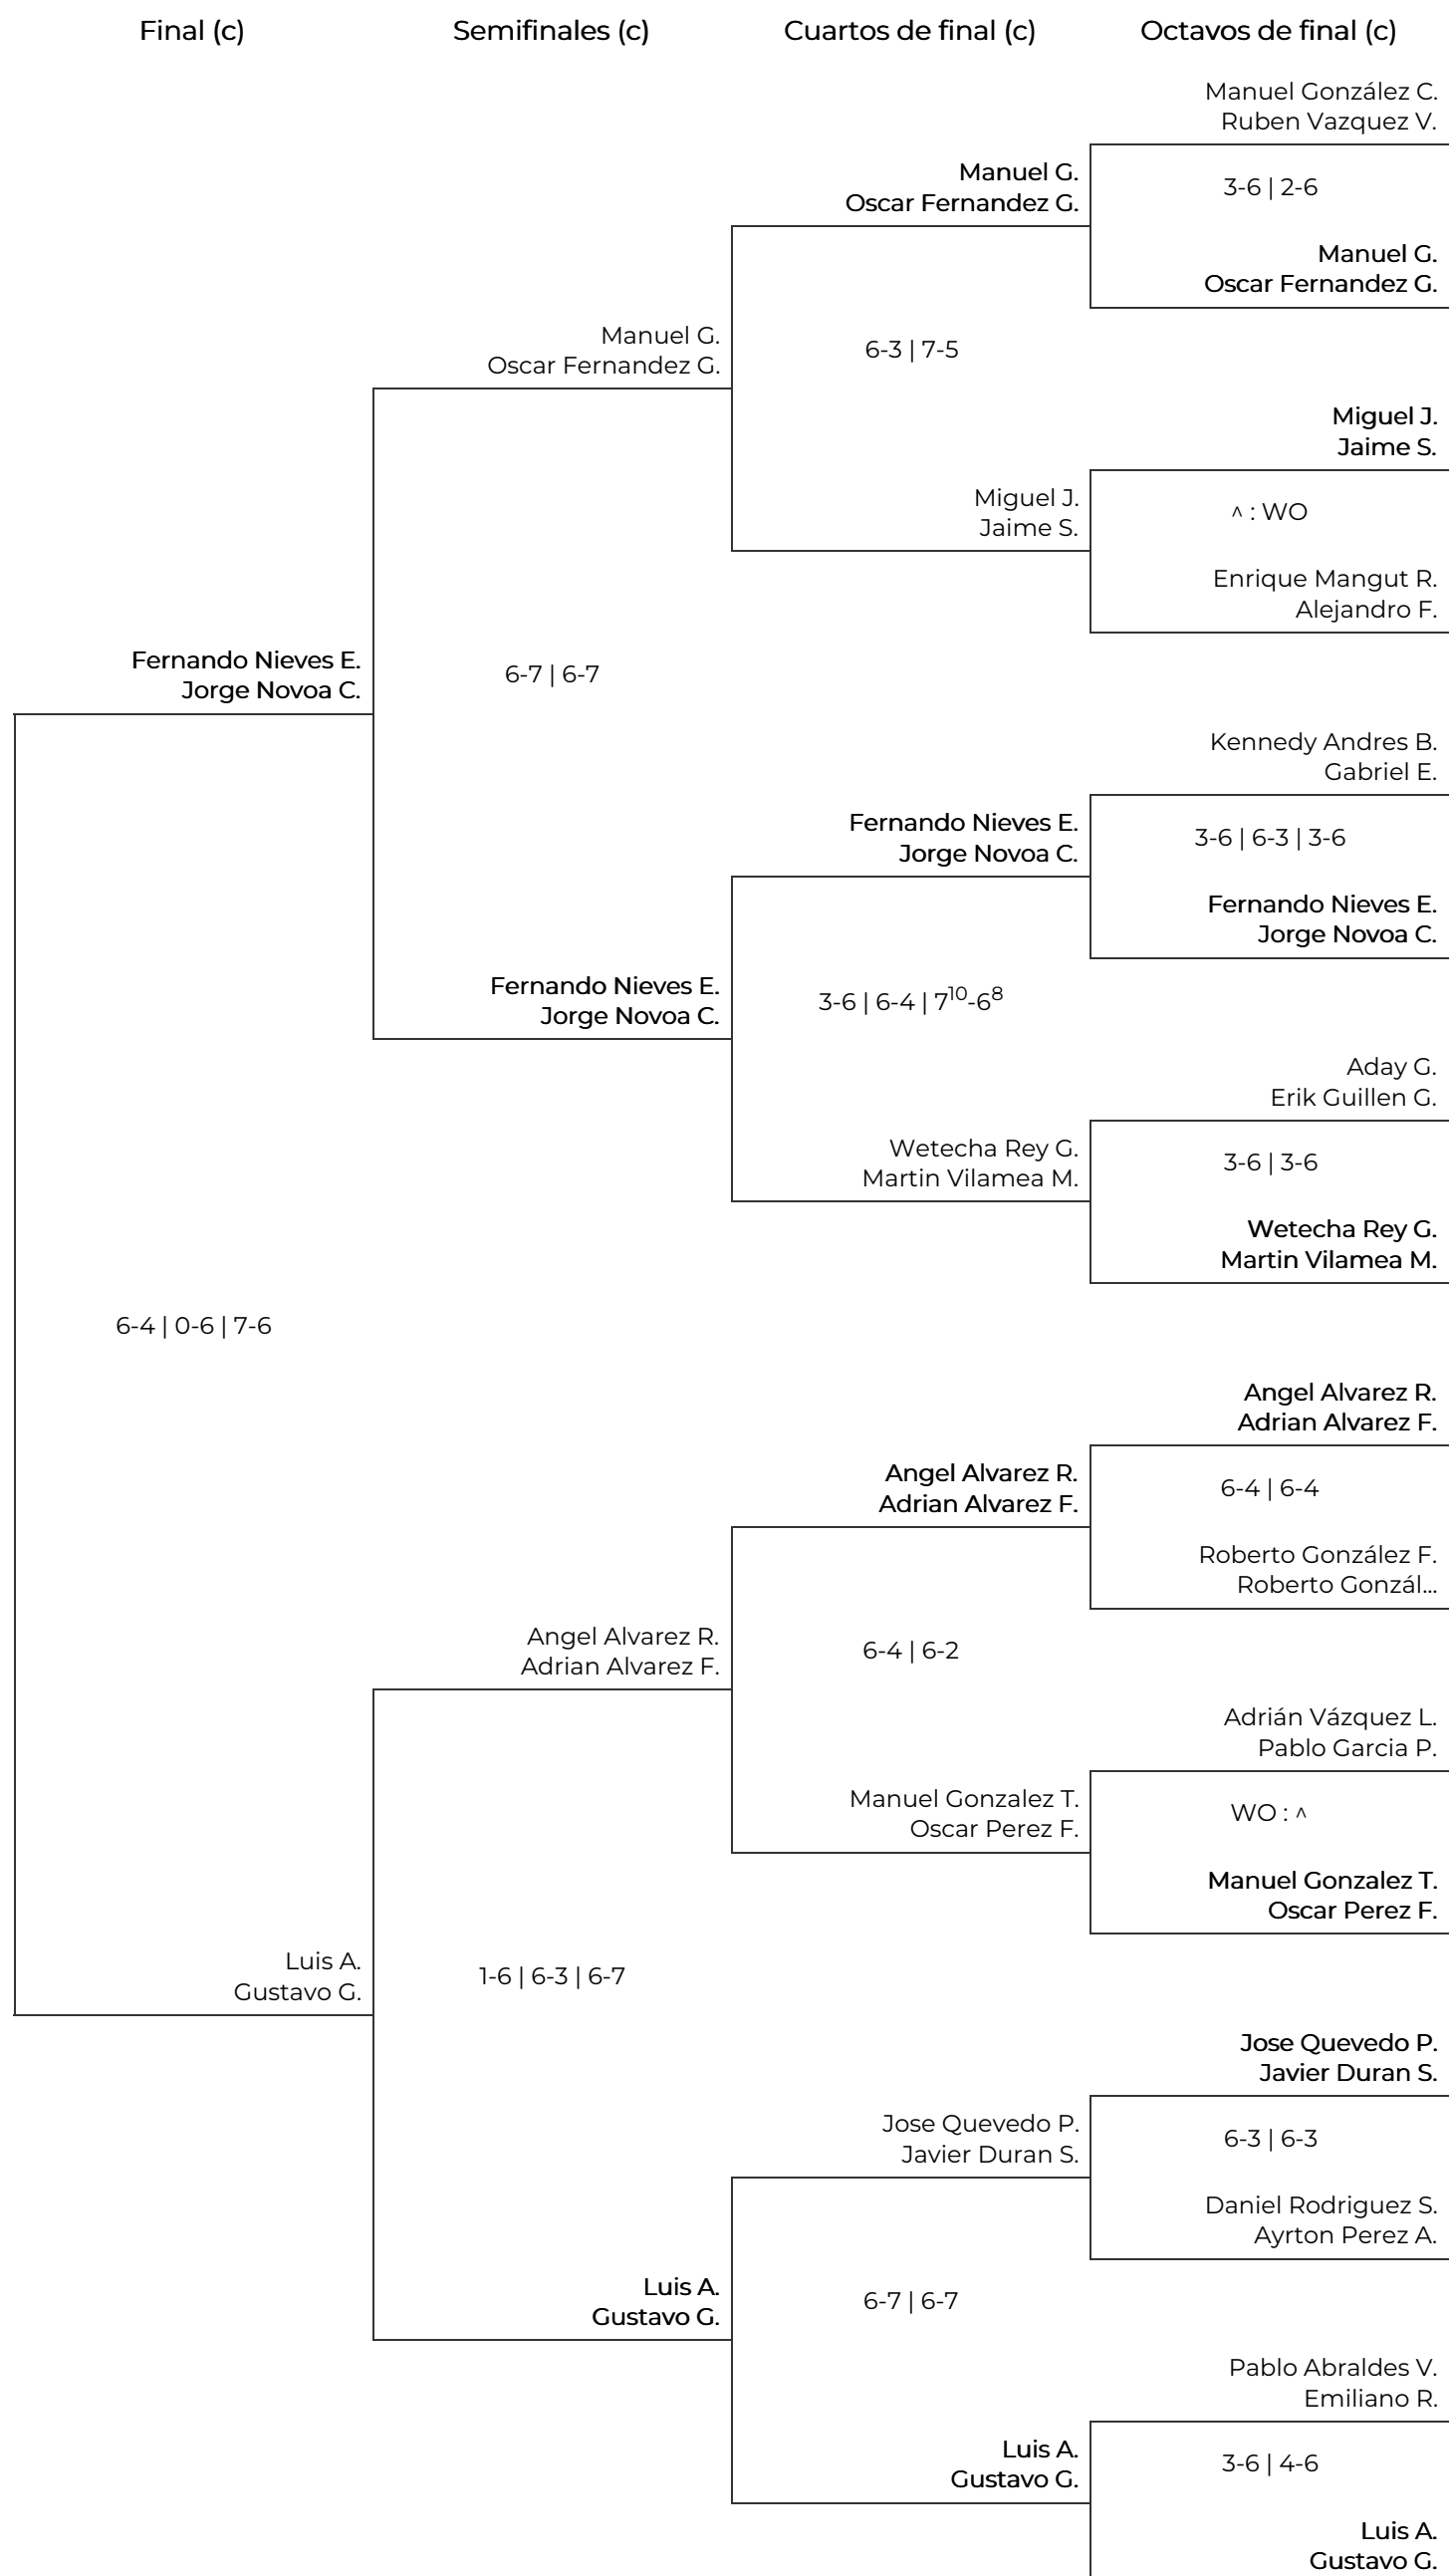 Final (c)
Semifinales (c)
Cuartos de final (c)
Octavos de final (c)
Manuel González C.
Ruben Vazquez V.
Manuel G.
Oscar Fernandez G.
3-6 | 2-6
Manuel G.
Oscar Fernandez G.
Manuel G.
Oscar Fernandez G.
6-3 | 7-5
Miguel J.
Jaime S.
Miguel J.
Jaime S.
^ : WO
Enrique Mangut R.
Alejandro F.
Fernando Nieves E.
Jorge Novoa C.
6-7 | 6-7
Kennedy Andres B.
Gabriel E.
Fernando Nieves E.
Jorge Novoa C.
3-6 | 6-3 | 3-6
Fernando Nieves E.
Jorge Novoa C.
Fernando Nieves E.
Jorge Novoa C.
3-6 | 6-4 | 7¹⁰-6⁸
Aday G.
Erik Guillen G.
Wetecha Rey G.
Martin Vilamea M.
3-6 | 3-6
Wetecha Rey G.
Martin Vilamea M.
6-4 | 0-6 | 7-6
Angel Alvarez R.
Adrian Alvarez F.
Angel Alvarez R.
Adrian Alvarez F.
6-4 | 6-4
Roberto González F.
Roberto Gonzál...
Angel Alvarez R.
Adrian Alvarez F.
6-4 | 6-2
Adrián Vázquez L.
Pablo Garcia P.
Manuel Gonzalez T.
Oscar Perez F.
WO : ^
Manuel Gonzalez T.
Oscar Perez F.
Luis A.
Gustavo G.
1-6 | 6-3 | 6-7
Jose Quevedo P.
Javier Duran S.
Jose Quevedo P.
Javier Duran S.
6-3 | 6-3
Daniel Rodriguez S.
Ayrton Perez A.
Luis A.
Gustavo G.
6-7 | 6-7
Pablo Abraldes V.
Emiliano R.
Luis A.
Gustavo G.
3-6 | 4-6
Luis A.
Gustavo G.